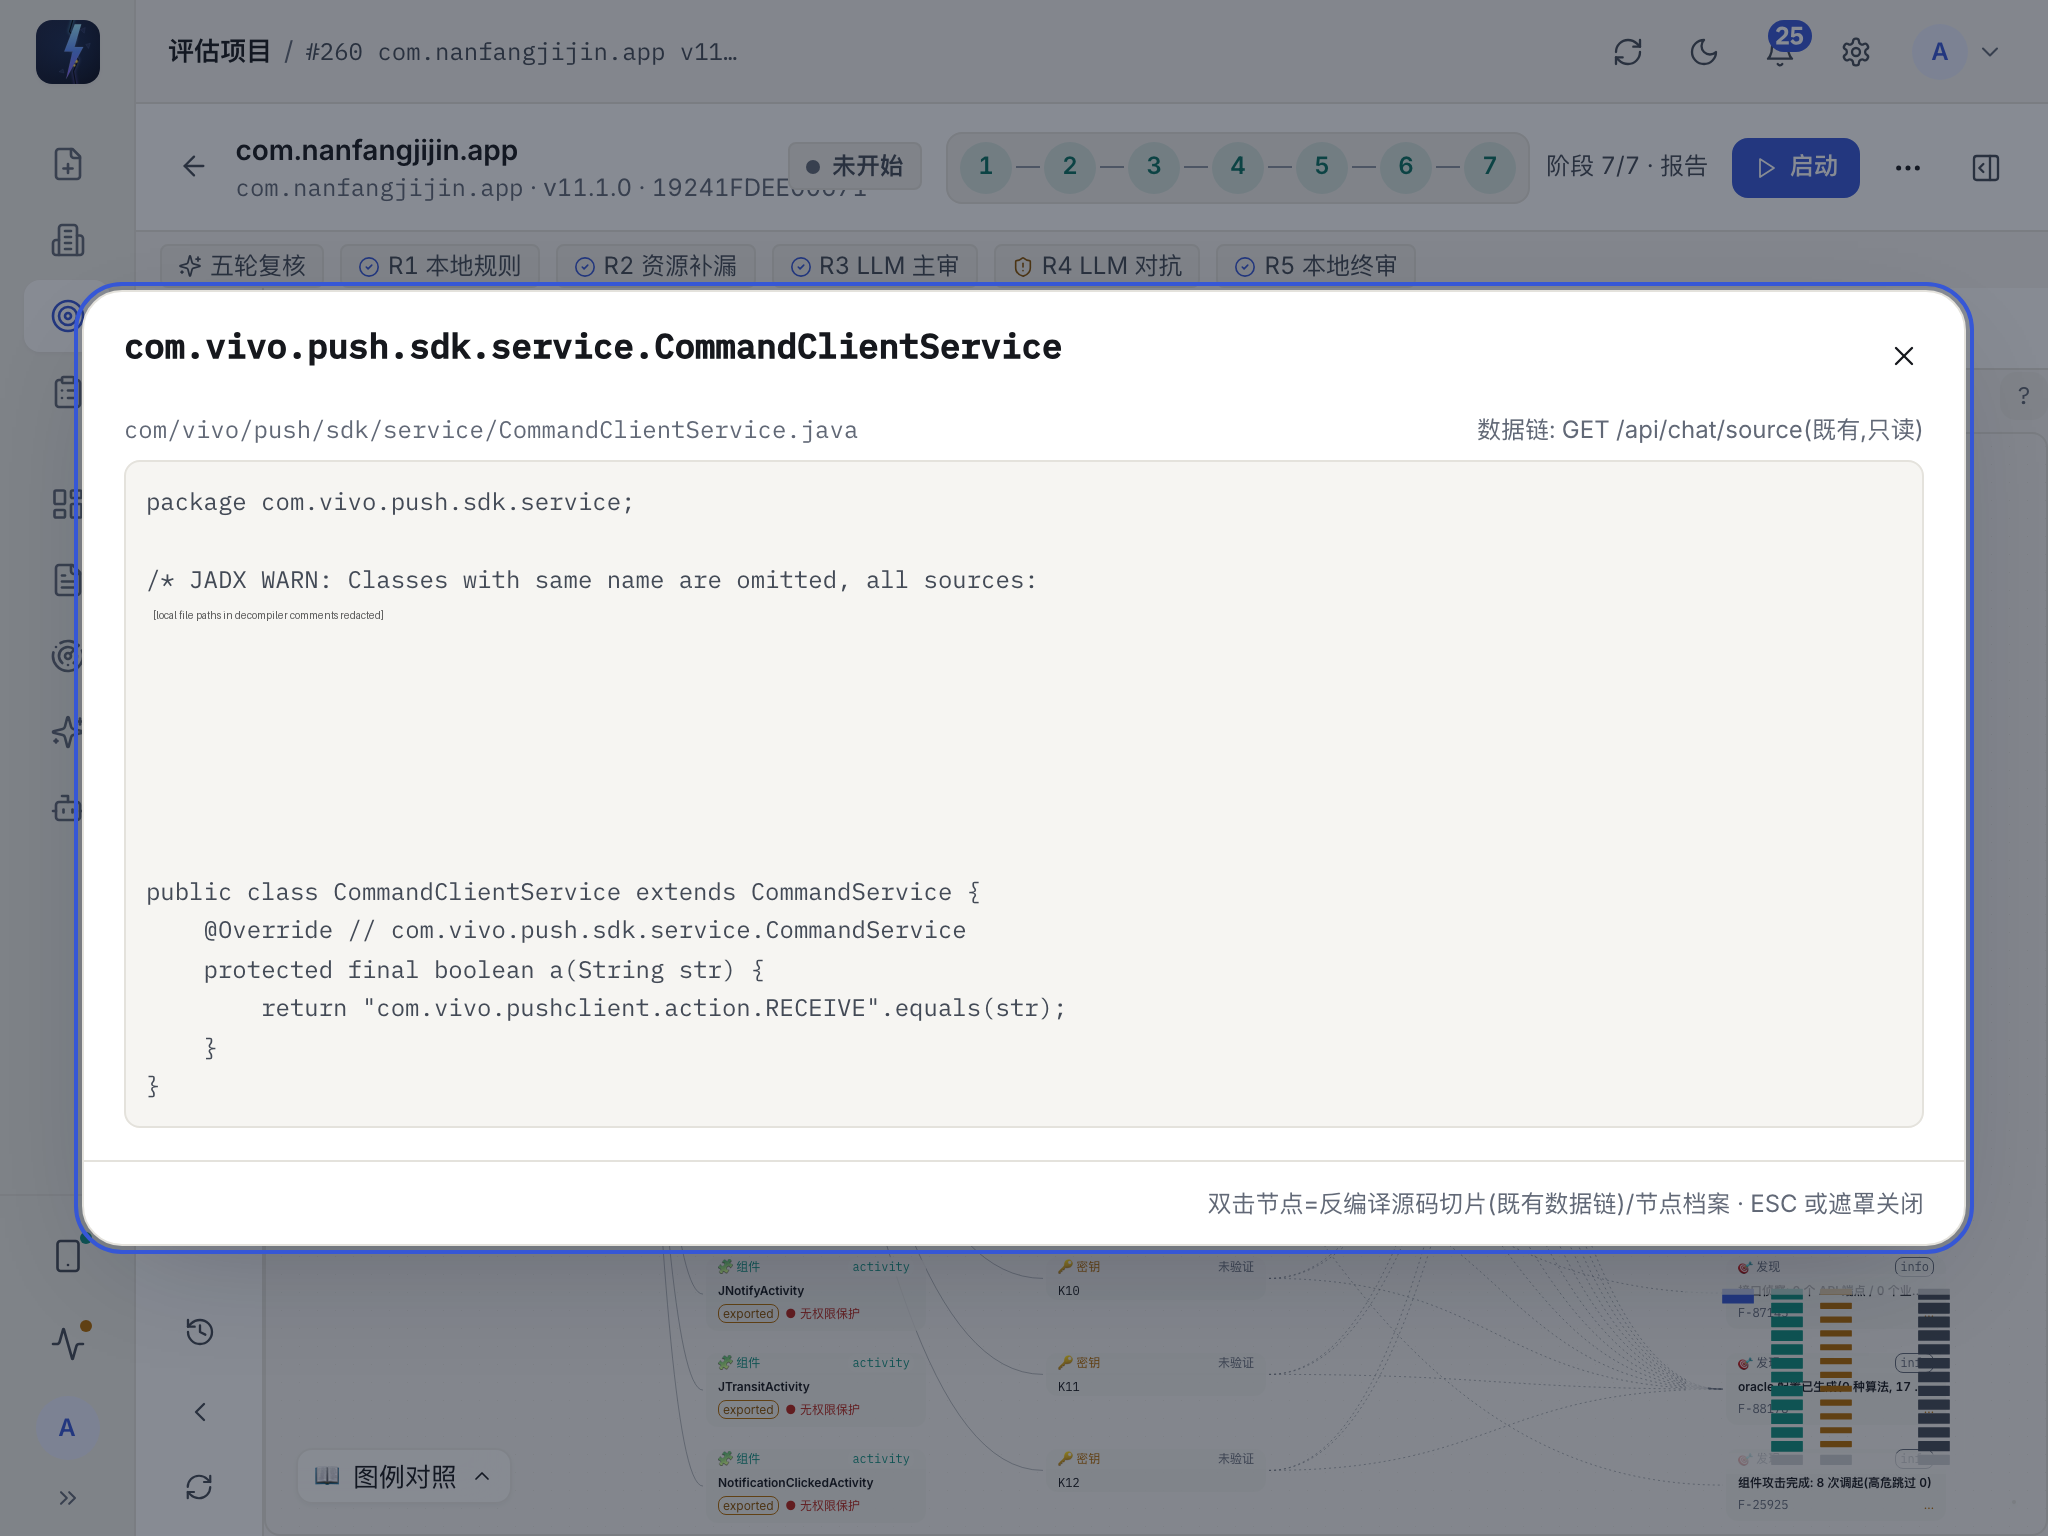 评估项目 / #260 com.nanfangjijin.app v11…
25
A
com.nanfangjijin.app
com.nanfangjijin.app · v11.1.0 · 19241FDEE
未开始
1 2 3 4 5 6 7
阶段 7/7 · 报告
启动
五轮复核
R1 本地规则
R2 资源补漏
R3 LLM 主审
R4 LLM 对抗
R5 本地终审
?
com.vivo.push.sdk.service.CommandClientService
com/vivo/push/sdk/service/CommandClientService.java
数据链: GET /api/chat/source(既有,只读)
package com.vivo.push.sdk.service;
/* JADX WARN: Classes with same name are omitted, all sources:
[local file paths in decompiler comments redacted]
public class CommandClientService extends CommandService {
@Override // com.vivo.push.sdk.service.CommandService
protected final boolean a(String str) {
return "com.vivo.pushclient.action.RECEIVE".equals(str);
}
}
双击节点=反编译源码切片(既有数据链)/节点档案 · ESC 或遮罩关闭
组件 activity
JNotifyActivity
exported 无权限保护
密钥 未验证
K10
发现 info
组件 activity
JTransitActivity
exported 无权限保护
密钥 未验证
K11
oracle
组件 activity
NotificationClickedActivity
exported 无权限保护
密钥 未验证
K12
组件攻击完成: 8 次调起(高危跳过 0)
F-25925
…
A
图例对照